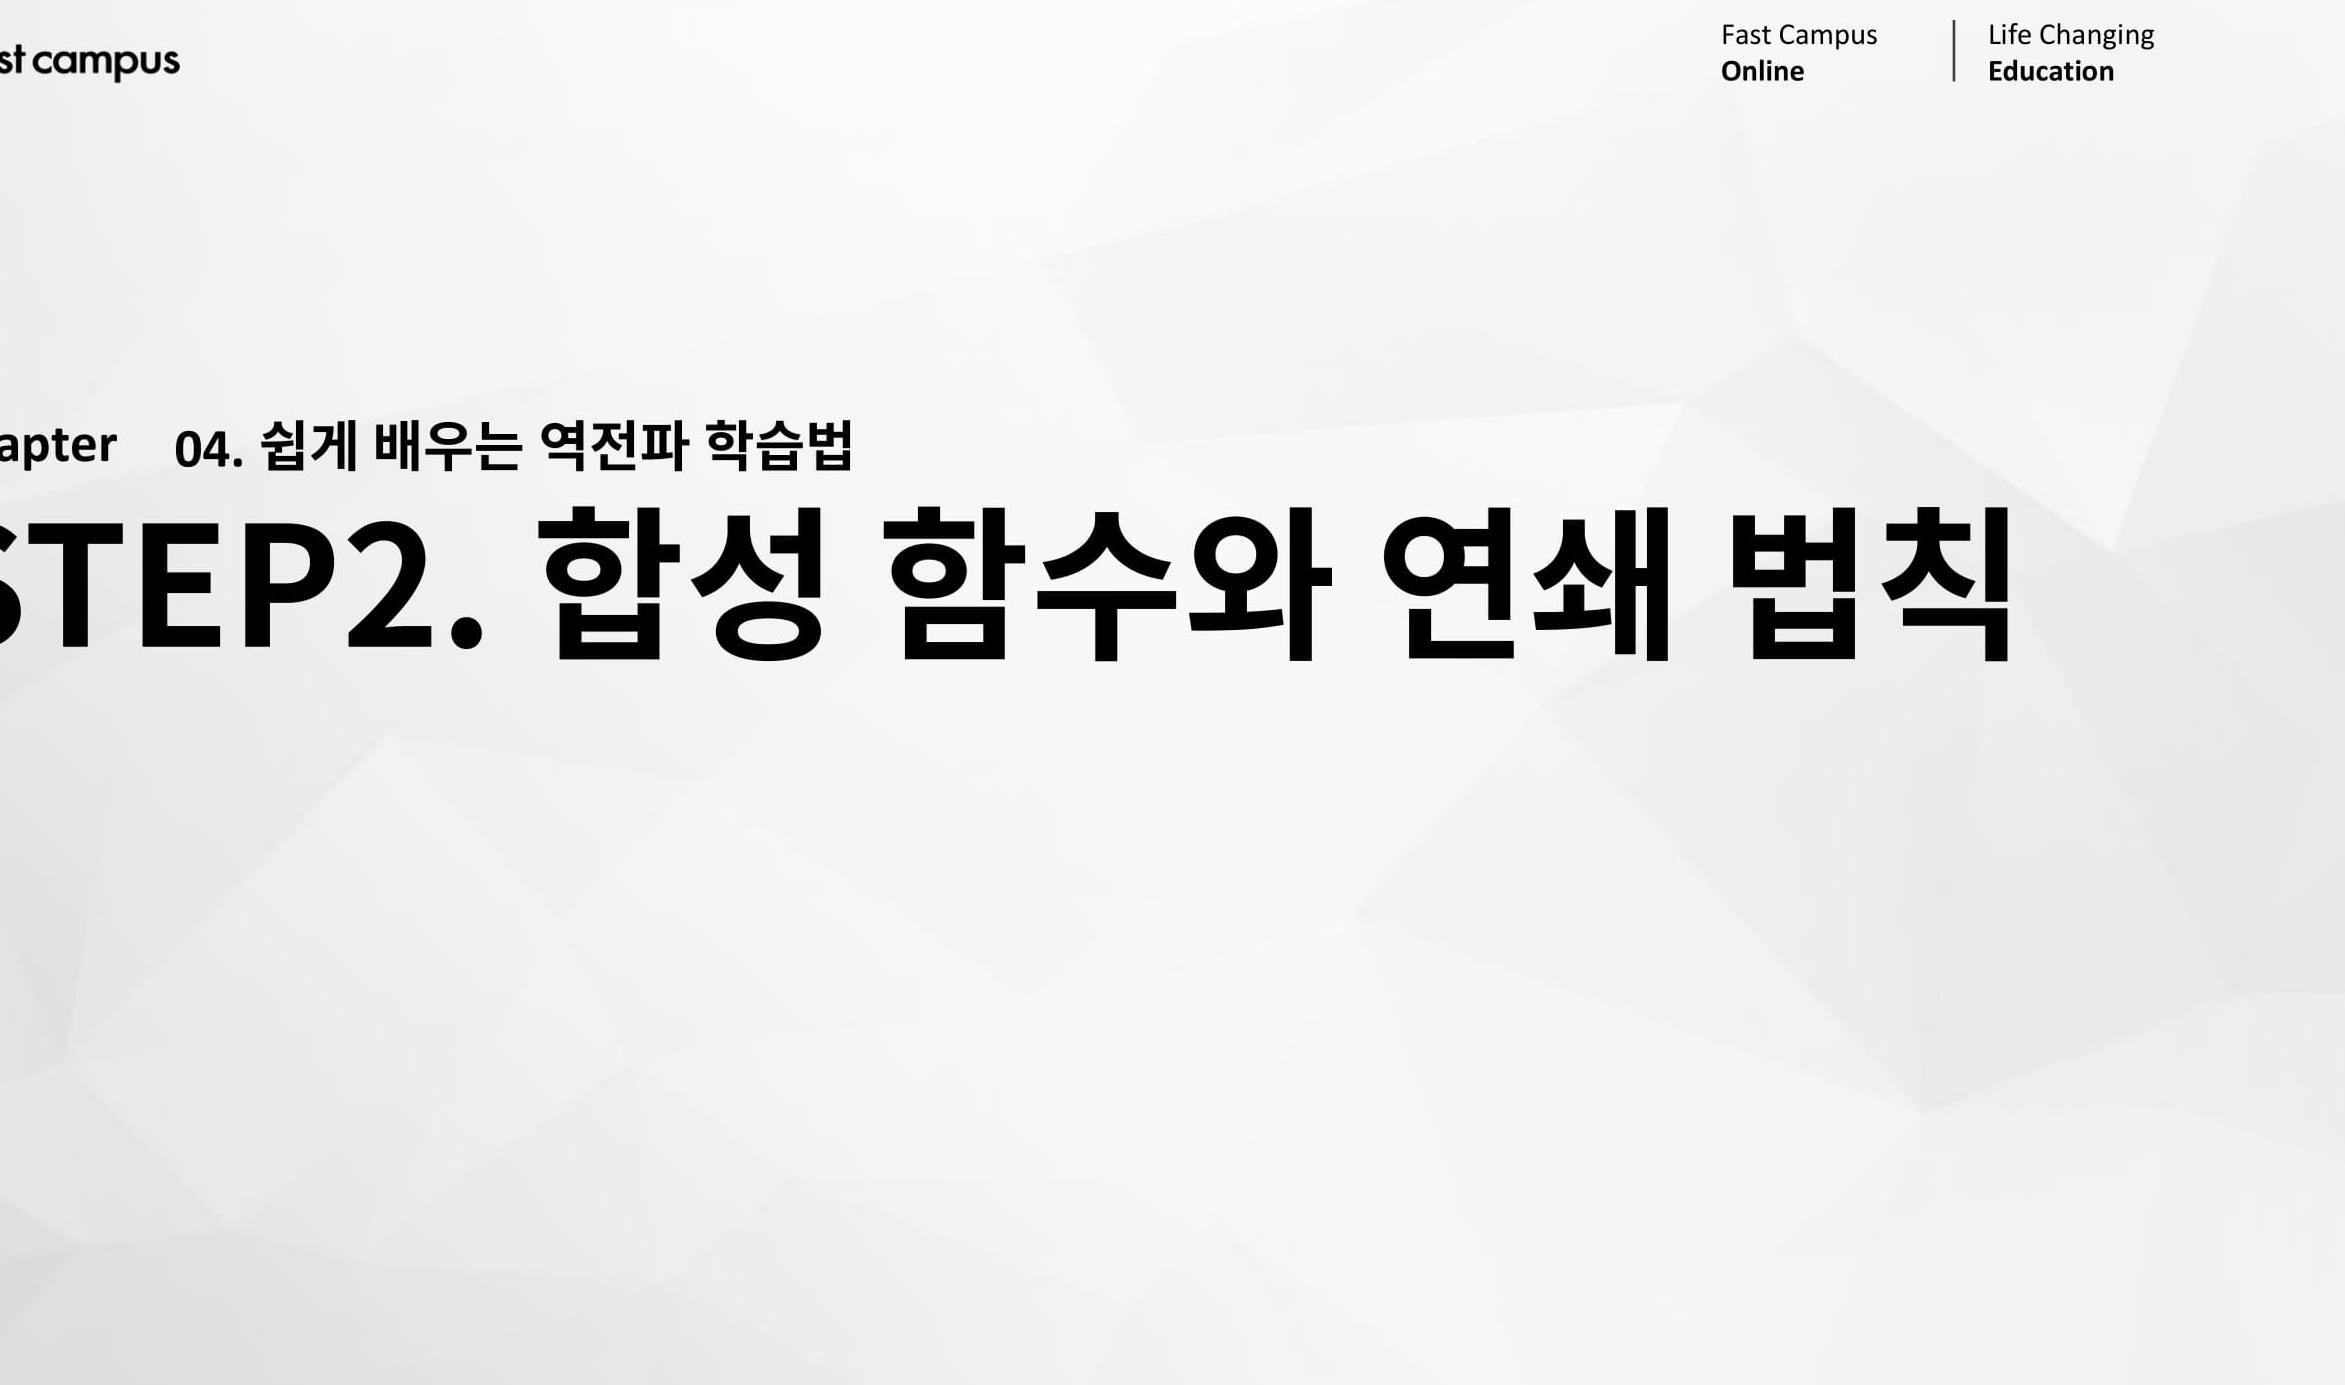 st campus
Fast Campus
Online
Life Changing
Education
apter 04. 쉽게 배우는 역전파 학습법
STEP2. 합성 함수와 연쇄 법칙